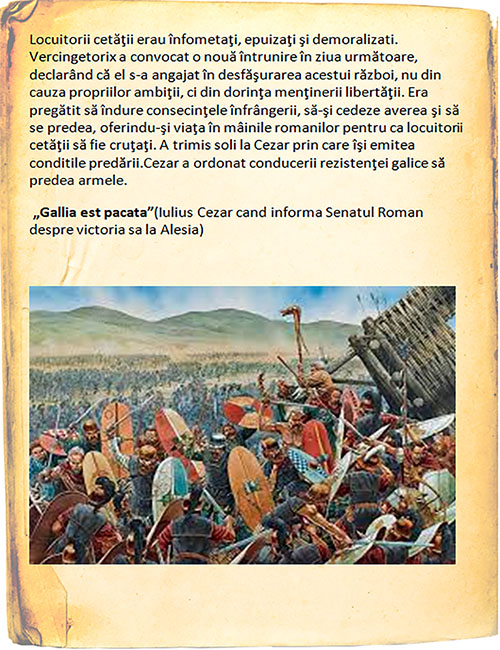 Locuitorii cetăţii erau înfometaţi, epuizaţi şi demoralizati.
Vercingetorix a convocat o nouă întrunire în ziua următoare,
declarând că el s-a angajat în desfăşurarea acestui război, nu din
cauza propriilor ambiţii, ci din dorinţa menţinerii libertăţii. Era
pregătit să îndure consecinţele înfrângerii, să-şi cedeze averea şi să
se predea, oferindu-şi viaţa în mâinile romanilor pentru ca locuitorii
cetăţii să fie cruţaţi. A trimis soli la Cezar prin care îşi emitea
conditile predării.Cezar a ordonat conducerii rezistenţei galice să
predea armele.
„Gallia est pacata”(Iulius Cezar cand informa Senatul Roman
despre victoria sa la Alesia)